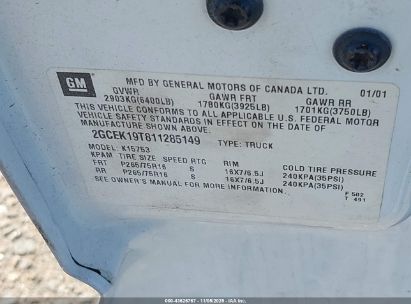 GM
MFD BY GENERAL MOTORS OF CANADA LTD. 01/01
GVWR GAWR FRT GAWR RR
2903KG(6400LB) 1780KG(3925LB) 1701KG(3750LB)
THIS VEHICLE CONFORMS TO ALL APPLICABLE U.S. FEDERAL MOTOR
VEHICLE SAFETY STANDARDS IN EFFECT ON THE DATE OF
MANUFACTURE SHOWN ABOVE.
2GCEK19T611285149 TYPE: TRUCK
MODEL: K15753
KPAM TIRE SIZE SPEED RTG RIM COLD TIRE PRESSURE
FRT P265/75R16 S 16X7/6.5J 240KPA(35PSI)
RR P265/75R16 S 16X7/6.5J 240KPA(35PSI)
SEE OWNER'S MANUAL FOR MORE INFORMATION.
F 502
T 491